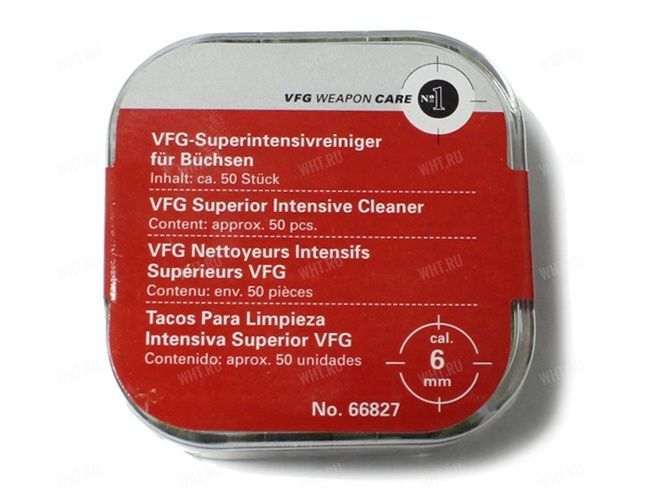 VFG WEAPON CARE Nº1
VFG-Superintensivreiniger
für Büchsen
Inhalt: ca. 50 Stück
VFG Superior Intensive Cleaner
Content: approx. 50 pcs.
VFG Nettoyeurs Intensifs
Supérieurs VFG
Contenu: env. 50 pièces
Tacos Para Limpieza
Intensiva Superior VFG
Contenido: aprox. 50 unidades
cal.
6
mm
No. 66827
WHT.RU